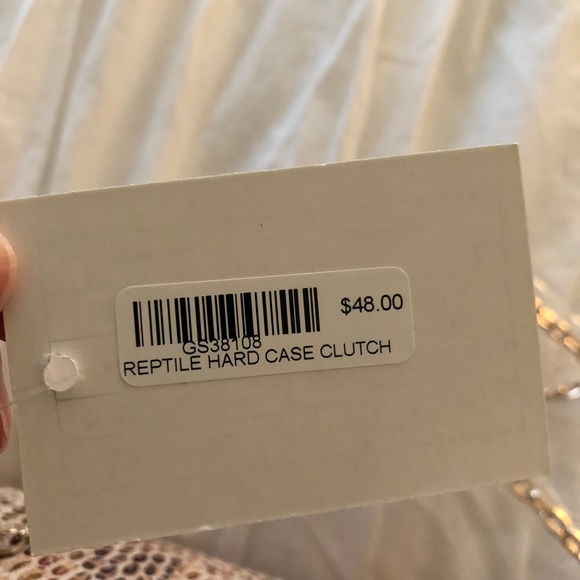 $48.00
GS38108
REPTILE HARD CASE CLUTCH